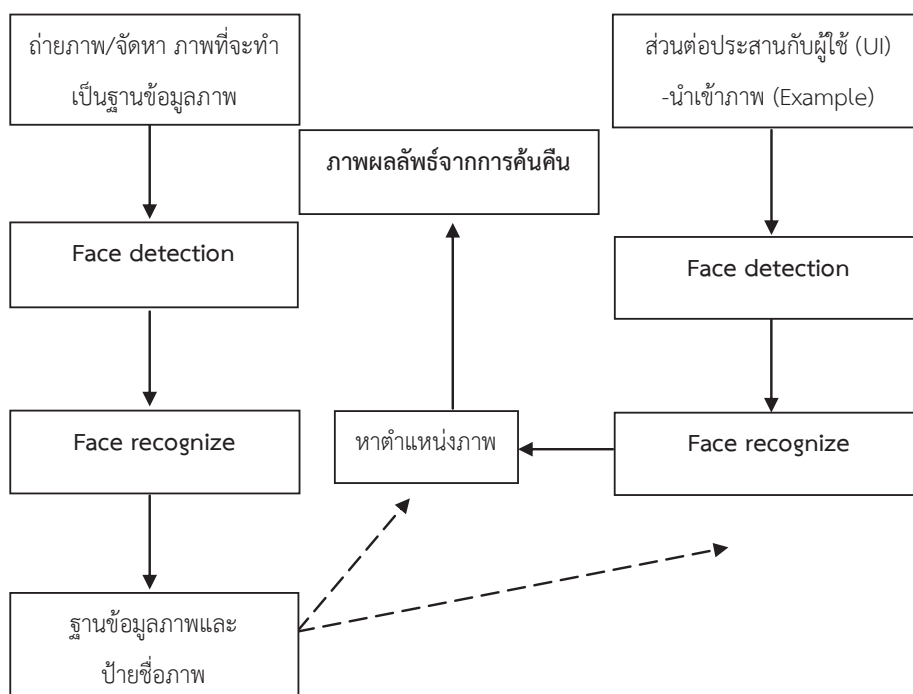 ถ่ายภาพ/จัดหา ภาพที่จะทำ
เป็นฐานข้อมูลภาพ
ส่วนต่อประสานกับผู้ใช้ (UI)
-นำเข้าภาพ (Example)
ภาพผลลัพธ์จากการค้นคืน
Face detection
Face detection
Face recognize
หาตำแหน่งภาพ
Face recognize
ฐานข้อมูลภาพและ
ป้ายชื่อภาพ